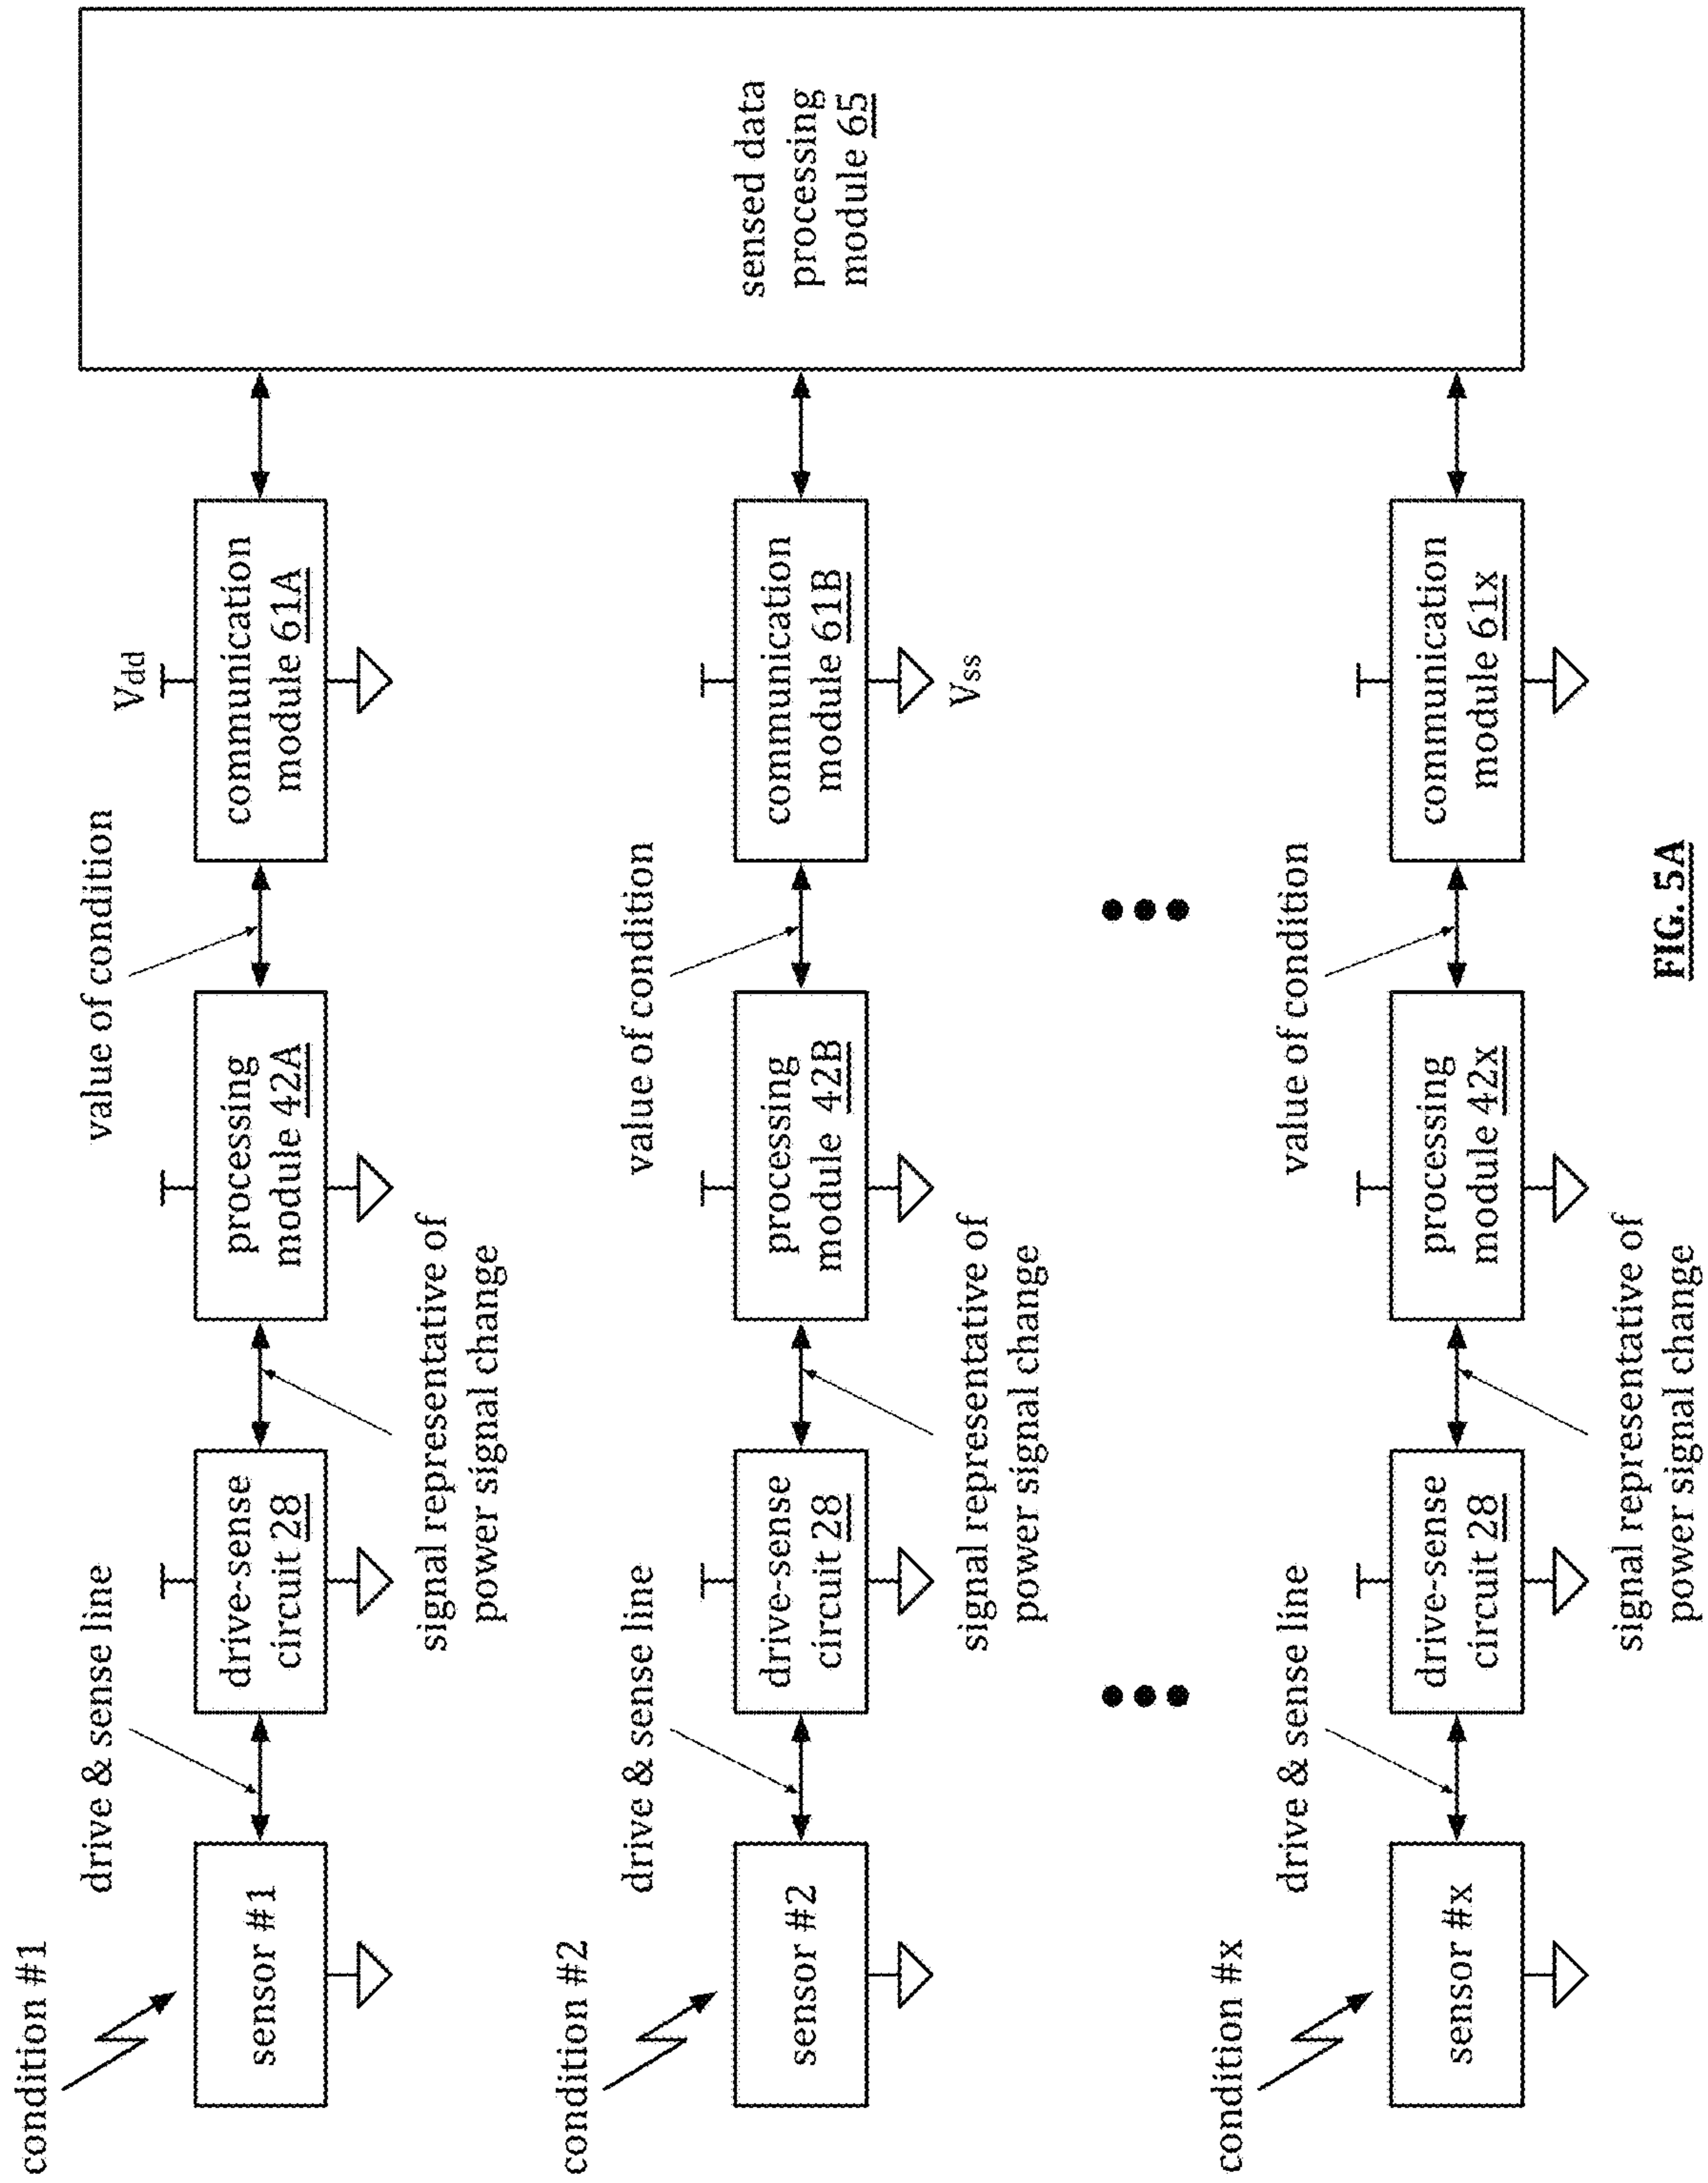 condition #1
drive & sense line
value of condition
Vdd
sensor #1
drive-sense
circuit 28
processing
module 42A
communication
module 61A
signal representative of
power signal change
sensed data
processing
module 65
condition #2
drive & sense line
value of condition
sensor #2
drive-sense
circuit 28
processing
module 42B
communication
module 61B
signal representative of
power signal change
Vss
condition #x
drive & sense line
value of condition
sensor #x
drive-sense
circuit 28
processing
module 42x
communication
module 61x
signal representative of
power signal change
FIG. 5A